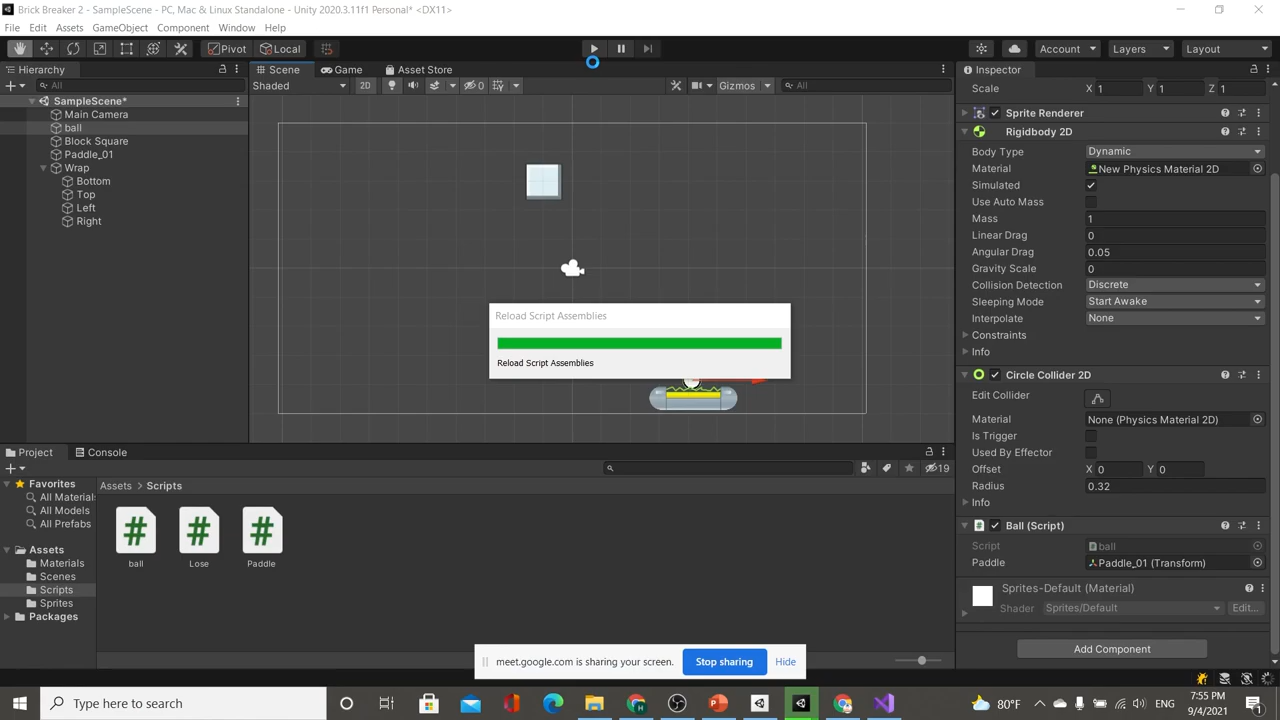 Brick Breaker 2 - SampleScene - PC, Mac & Linux Standalone - Unity 2020.3.11f1 Personal* <DX11>
File Edit Assets GameObject Component Window Help
Pivot Local Account Layers Layout
Hierarchy
All
SampleScene*
Main Camera
ball
Block Square
Paddle_01
Wrap
Bottom
Top
Left
Right
Scene Game Asset Store
Shaded 2D 0 Gizmos All
Reload Script Assemblies
Reload Script Assemblies
Inspector
Scale X 1 Y 1 Z 1
Sprite Renderer
Rigidbody 2D
Body Type Dynamic
Material New Physics Material 2D
Simulated
Use Auto Mass
Mass 1
Linear Drag 0
Angular Drag 0.05
Gravity Scale 0
Collision Detection Discrete
Sleeping Mode Start Awake
Interpolate None
Constraints
Info
Circle Collider 2D
Edit Collider
Material None (Physics Material 2D)
Is Trigger
Used By Effector
Offset X 0 Y 0
Radius 0.32
Info
Ball (Script)
Script ball
Paddle Paddle_01 (Transform)
Sprites-Default (Material)
Shader Sprites/Default Edit...
Add Component
Project Console
19
Favorites
All Material
All Models
All Prefabs
Assets
Materials
Scenes
Scripts
Sprites
Packages
Assets > Scripts
# # #
ball Lose Paddle
meet.google.com is sharing your screen. Stop sharing Hide
Type here to search
80°F ENG 7:55 PM
9/4/2021